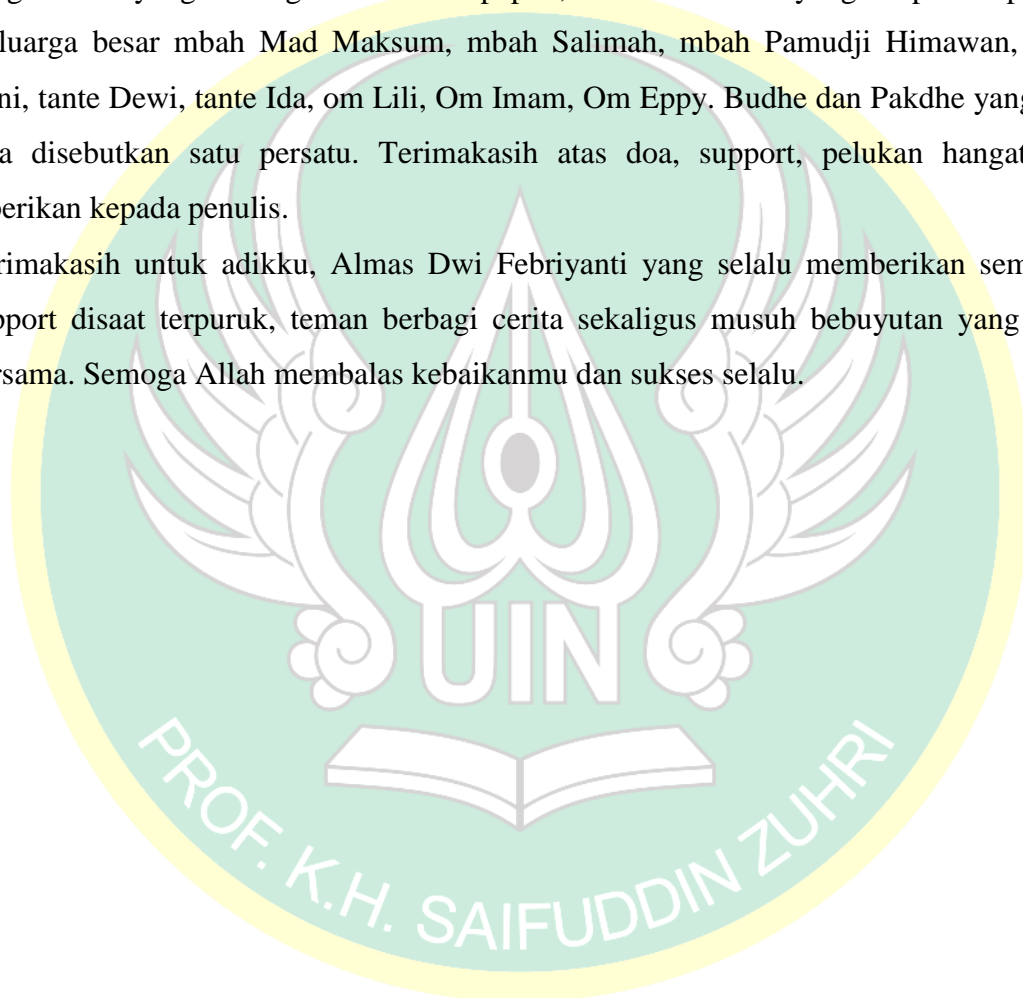 luarga besar mbah Mad Maksum, mbah Salimah, mbah Pamudji Himawan,
ni, tante Dewi, tante Ida, om Lili, Om Imam, Om Eppy. Budhe dan Pakdhe yang
a disebutkan satu persatu. Terimakasih atas doa, support, pelukan hangat
berikan kepada penulis.
rimakasih untuk adikku, Almas Dwi Febriyanti yang selalu memberikan sem
pport disaat terpuruk, teman berbagi cerita sekaligus musuh bebuyutan yang
rsama. Semoga Allah membalas kebaikanmu dan sukses selalu.
UIN
PROF. K.H. SAIFUDDIN ZUHRI